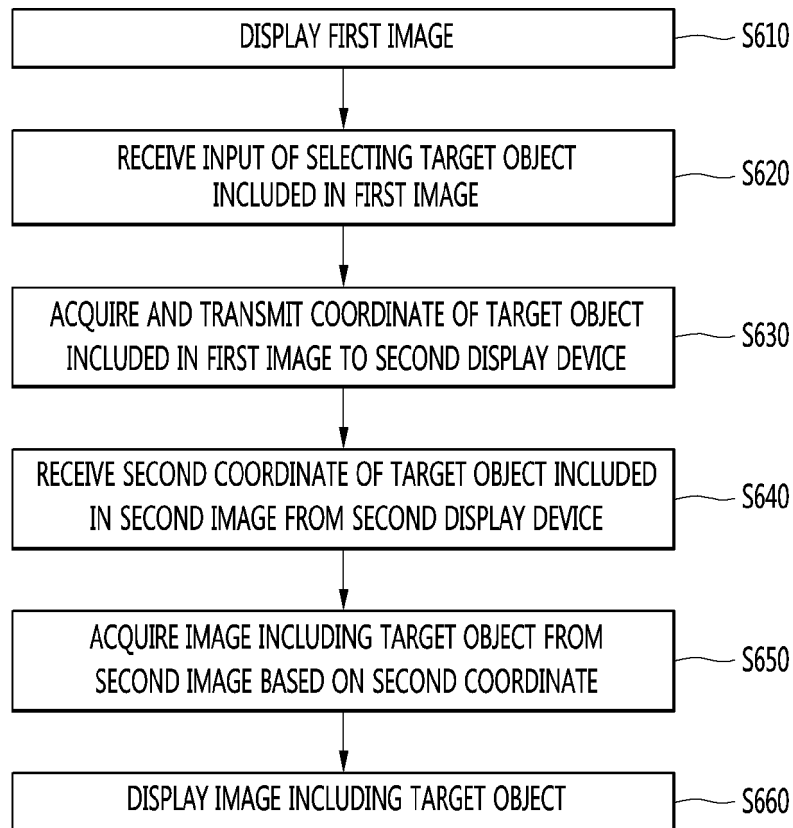 DISPLAY FIRST IMAGE
S610
RECEIVE INPUT OF SELECTING TARGET OBJECT
INCLUDED IN FIRST IMAGE
S620
ACQUIRE AND TRANSMIT COORDINATE OF TARGET OBJECT
INCLUDED IN FIRST IMAGE TO SECOND DISPLAY DEVICE
S630
RECEIVE SECOND COORDINATE OF TARGET OBJECT INCLUDED
IN SECOND IMAGE FROM SECOND DISPLAY DEVICE
S640
ACQUIRE IMAGE INCLUDING TARGET OBJECT FROM
SECOND IMAGE BASED ON SECOND COORDINATE
S650
DISPLAY IMAGE INCLUDING TARGET OBJECT
S660